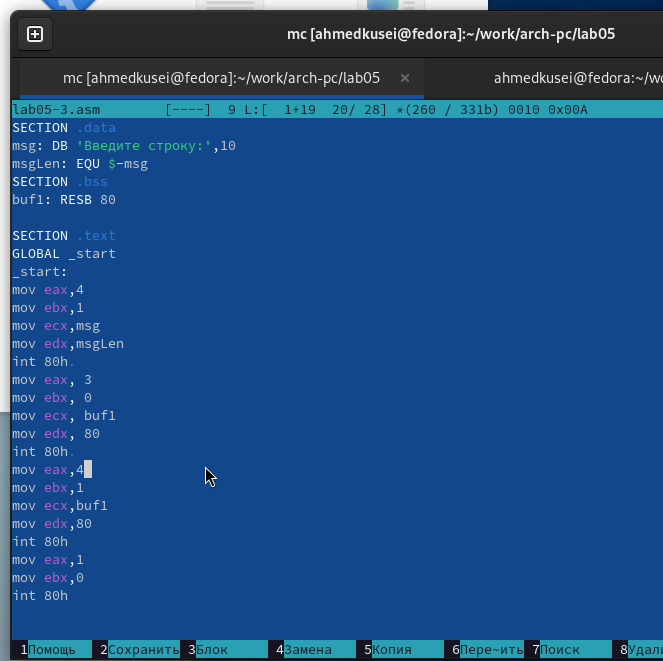 mc [ahmedkusei@fedora]:~/work/arch-pc/lab05
mc [ahmedkusei@fedora]:~/work/arch-pc/lab05 × ahmedkusei@fedora:~/wo
lab05-3.asm [----] 9 L:[ 1+19 20/ 28] *(260 / 331b) 0010 0x00A
SECTION .data
msg: DB 'Введите строку:',10
msgLen: EQU $-msg
SECTION .bss
buf1: RESB 80
SECTION .text
GLOBAL _start
_start:
mov eax,4
mov ebx,1
mov ecx,msg
mov edx,msgLen
int 80h.
mov eax, 3
mov ebx, 0
mov ecx, buf1
mov edx, 80
int 80h.
mov eax,4
mov ebx,1
mov ecx,buf1
mov edx,80
int 80h
mov eax,1
mov ebx,0
int 80h
1Помощь 2Сохранить 3Блок 4Замена 5Копия 6Пере~ить 7Поиск 8Удали